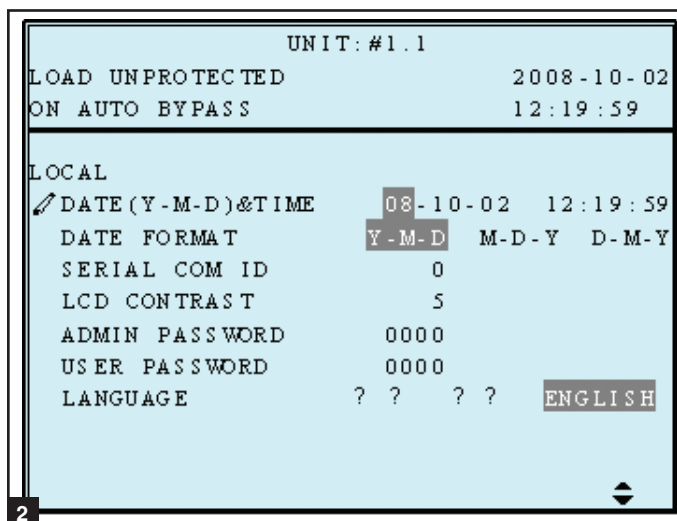 UNIT:#1.1
LOAD UNPROTECTED 2008-10-02
ON AUTO BYPASS 12:19:59
LOCAL
DATE(Y-M-D)&TIME 08-10-02 12:19:59
DATE FORMAT Y-M-D M-D-Y D-M-Y
SERIAL COM ID 0
LCD CONTRAST 5
ADMIN PASSWORD 0000
USER PASSWORD 0000
LANGUAGE ? ? ? ? ENGLISH
2